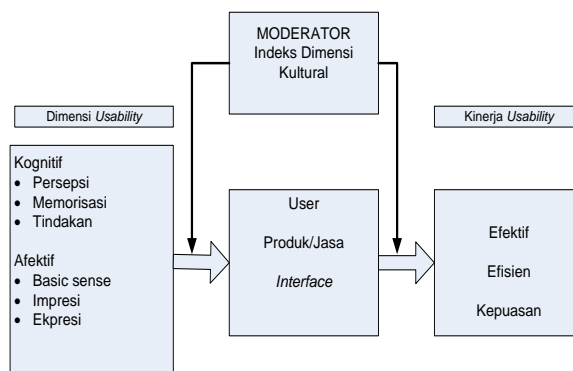 MODERATOR
Indeks Dimensi
Kultural
Dimensi Usability
Kinerja Usability
Kognitif
• Persepsi
• Memorisasi
• Tindakan
Afektif
• Basic sense
• Impresi
• Ekpresi
User
Produk/Jasa
Interface
Efektif
Efisien
Kepuasan